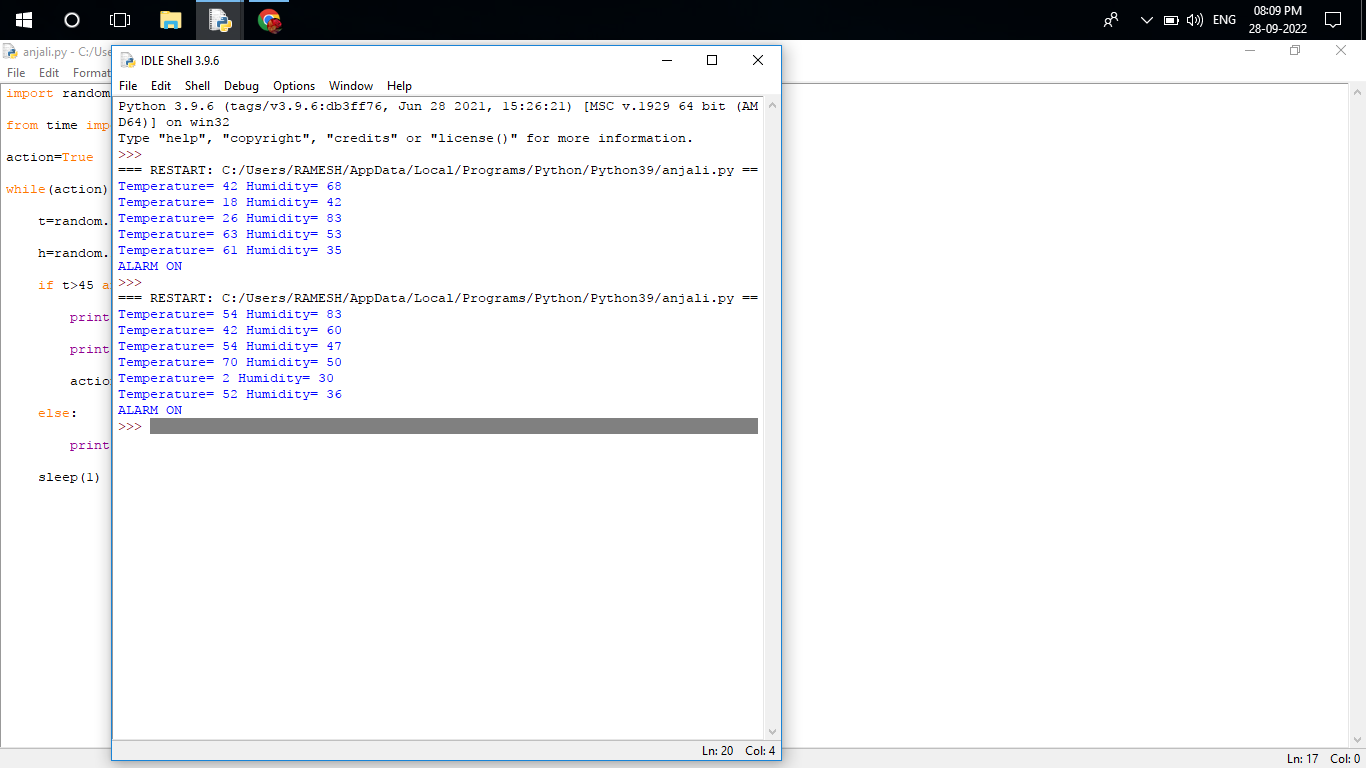 08:09 PM
ENG
28-09-2022
anjali.py - C:/Use
File Edit Format
import random
from time imp
action=True
while(action)
t=random.
h=random.
if t>45 a
print
print
action
else:
print
sleep(1)
IDLE Shell 3.9.6
File Edit Shell Debug Options Window Help
Python 3.9.6 (tags/v3.9.6:db3ff76, Jun 28 2021, 15:26:21) [MSC v.1929 64 bit (AM
D64)] on win32
Type "help", "copyright", "credits" or "license()" for more information.
>>>
=== RESTART: C:/Users/RAMESH/AppData/Local/Programs/Python/Python39/anjali.py ==
Temperature= 42 Humidity= 68
Temperature= 18 Humidity= 42
Temperature= 26 Humidity= 83
Temperature= 63 Humidity= 53
Temperature= 61 Humidity= 35
ALARM ON
>>>
=== RESTART: C:/Users/RAMESH/AppData/Local/Programs/Python/Python39/anjali.py ==
Temperature= 54 Humidity= 83
Temperature= 42 Humidity= 60
Temperature= 54 Humidity= 47
Temperature= 70 Humidity= 50
Temperature= 2 Humidity= 30
Temperature= 52 Humidity= 36
ALARM ON
>>>
Ln: 20 Col: 4
Ln: 17 Col: 0